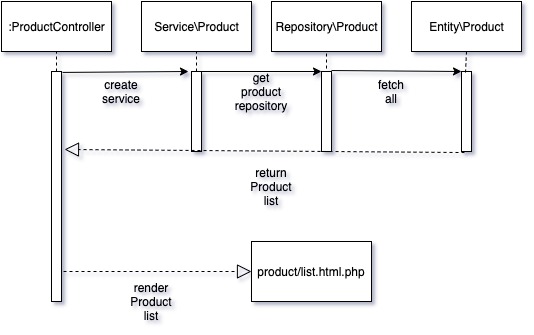 :ProductController
Service\Product
Repository\Product
Entity\Product
create
service
get
product
repository
fetch
all
return
Product
list
product/list.html.php
render
Product
list